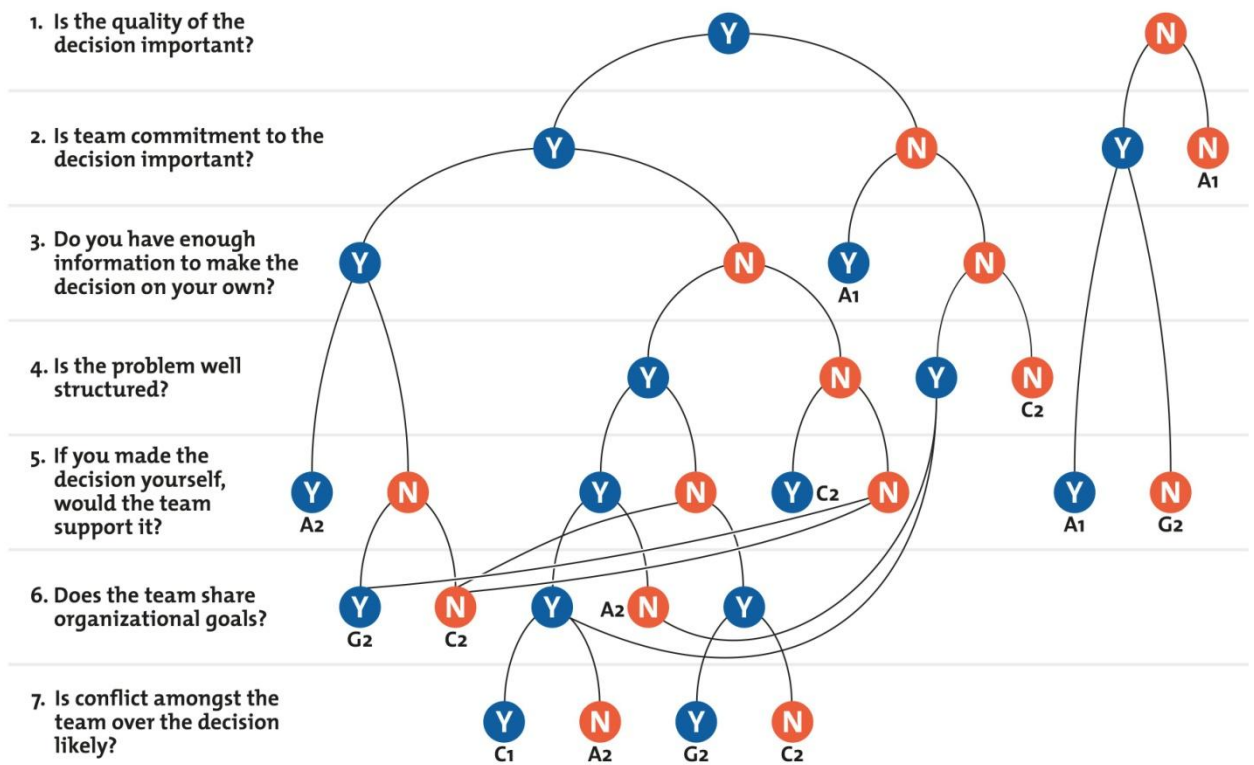 1. Is the quality of the
decision important?
Y
N
2. Is team commitment to the
decision important?
Y
N
Y
N
A1
3. Do you have enough
information to make the
decision on your own?
Y
N
Y
A1
N
4. Is the problem well
structured?
Y
N
Y
N
C2
5. If you made the
decision yourself,
would the team
support it?
Y
A2
N
Y
N
Y C2
N
Y
A1
N
G2
6. Does the team share
organizational goals?
Y
G2
N
C2
Y
A2 N
Y
7. Is conflict amongst the
team over the decision
likely?
Y
C1
N
A2
Y
G2
N
C2